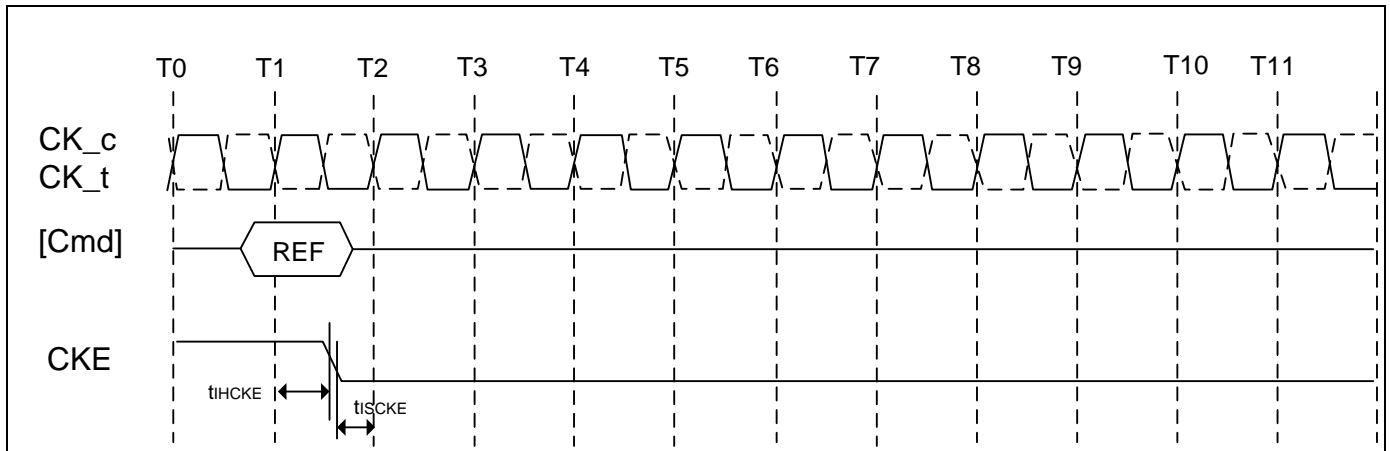 T0 T1 T2 T3 T4 T5 T6 T7 T8 T9 T10 T11
CK_c
CK_t
[Cmd] REF
CKE
tIHCKE
tISCKE